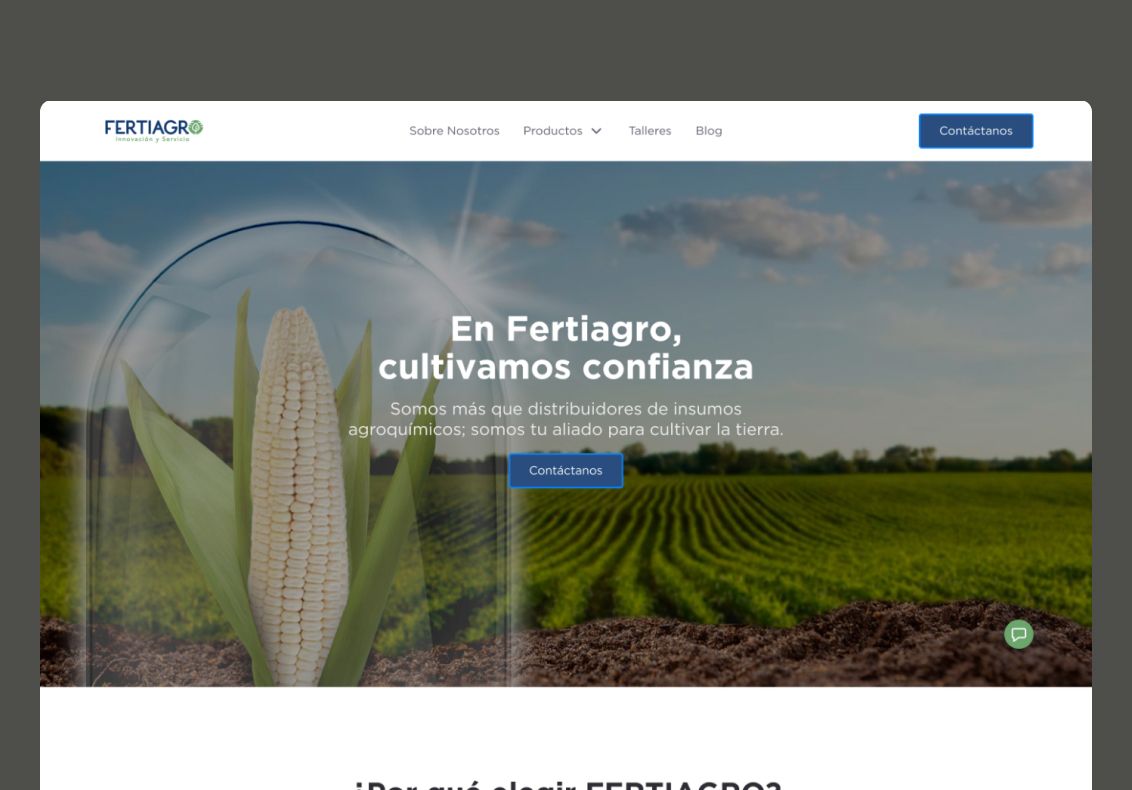 FERTIAGRO
Innovación y Servicio
Sobre Nosotros
Productos
Talleres
Blog
Contáctanos
En Fertiagro,
cultivamos confianza
Somos más que distribuidores de insumos
agroquímicos; somos tu aliado para cultivar la tierra.
Contáctanos
¿Por qué elegir FERTIAGRO?